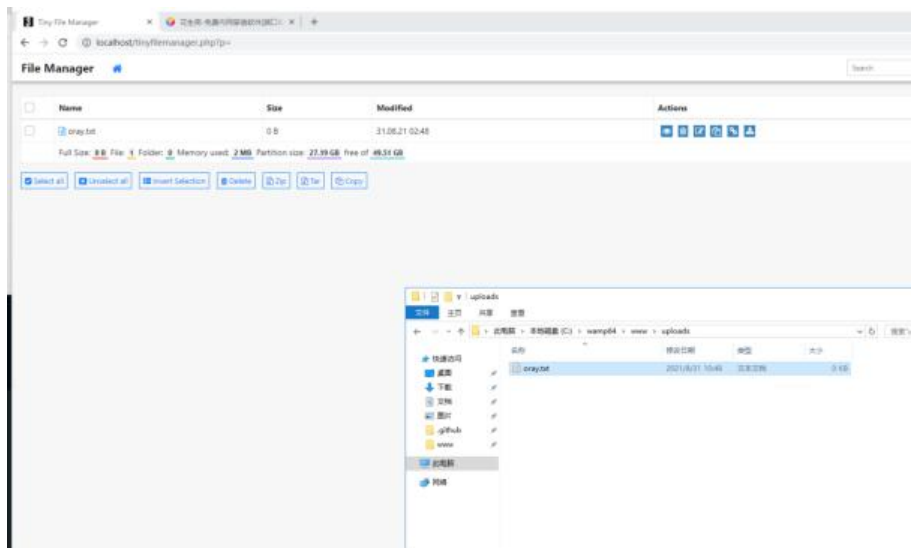 Tiny File Manager
localhost/tinyfilemanager.php?p=
File Manager
Search
Name Size Modified Actions
oray.txt 0 B 31.08.21 02:48
Full Size: 0 B File: 1 Folder: 0 Memory used: 2 MB Partition size: 27.39 GB free of 49.51 GB
Select all Unselect all Invert Selection Delete Zip Tar Copy
uploads
文件 主页 共享 查看
此电脑 › 本地磁盘 (C:) › wamp64 › www › uploads
名称 修改日期 类型 大小
oray.txt 2021/8/31 10:48 文本文档 0 KB
快速访问
桌面
下载
文档
图片
.github
www
此电脑
网络